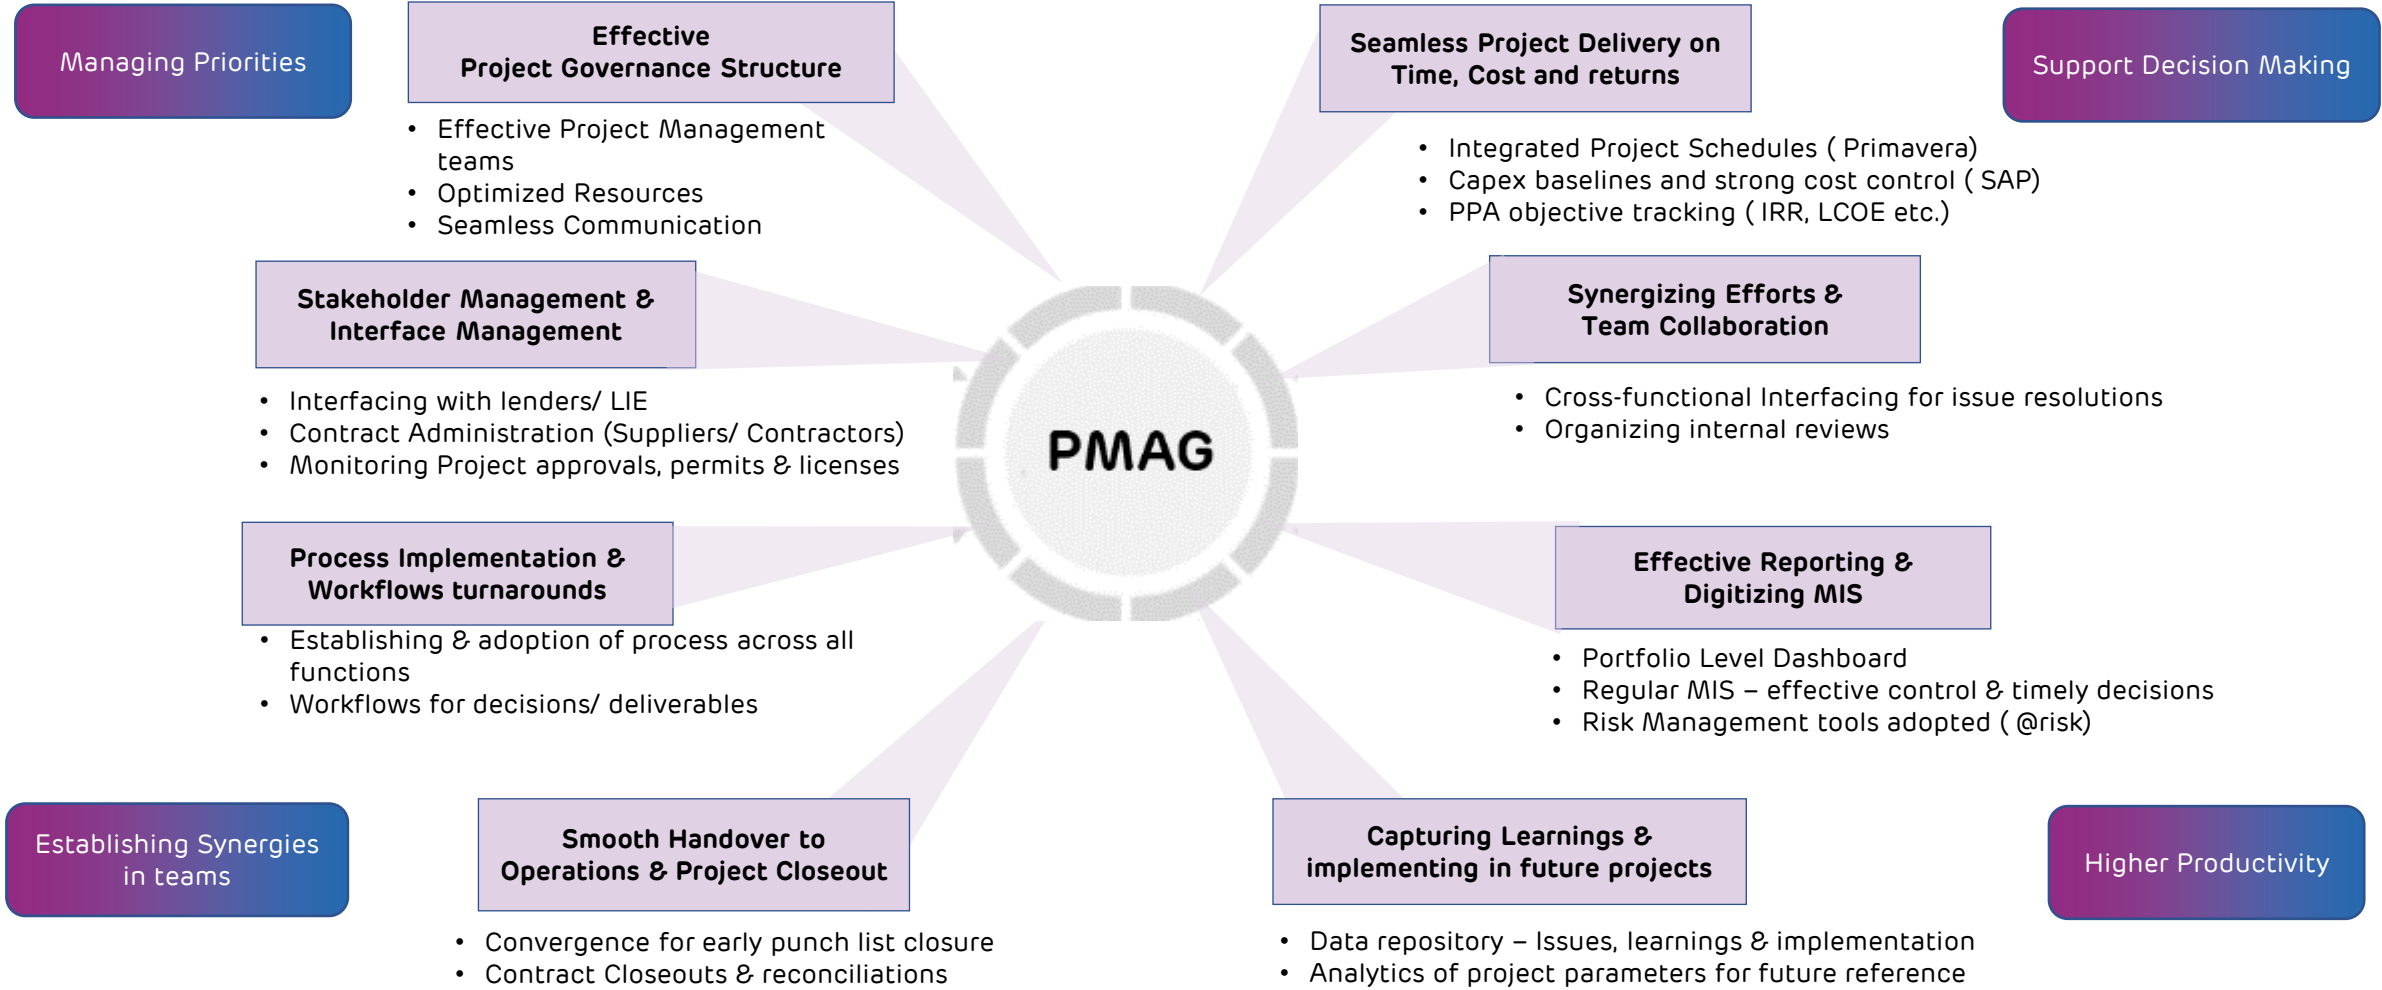 Managing Priorities
Effective
Project Governance Structure
• Effective Project Management
teams
• Optimized Resources
• Seamless Communication
Seamless Project Delivery on
Time, Cost and returns
• Integrated Project Schedules ( Primavera)
• Capex baselines and strong cost control ( SAP)
• PPA objective tracking ( IRR, LCOE etc.)
Support Decision Making
Stakeholder Management &
Interface Management
• Interfacing with lenders/ LIE
• Contract Administration (Suppliers/ Contractors)
• Monitoring Project approvals, permits & licenses
Synergizing Efforts &
Team Collaboration
• Cross-functional Interfacing for issue resolutions
• Organizing internal reviews
PMAG
Process Implementation &
Workflows turnarounds
• Establishing & adoption of process across all
functions
• Workflows for decisions/ deliverables
Effective Reporting &
Digitizing MIS
• Portfolio Level Dashboard
• Regular MIS – effective control & timely decisions
• Risk Management tools adopted ( @risk)
Establishing Synergies
in teams
Smooth Handover to
Operations & Project Closeout
• Convergence for early punch list closure
• Contract Closeouts & reconciliations
Capturing Learnings &
implementing in future projects
• Data repository – Issues, learnings & implementation
• Analytics of project parameters for future reference
Higher Productivity